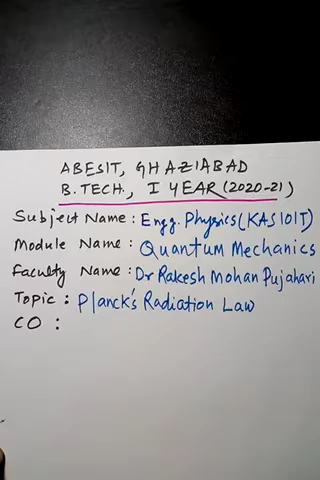 ABESIT, GHAZIABAD
B.TECH., I YEAR (2020-21)
Subject Name : Engg. Physics (KAS101T)
Module Name : Quantum Mechanics
Faculty Name : Dr Rakesh Mohan Pujahari
Topic : Planck's Radiation Law
CO :